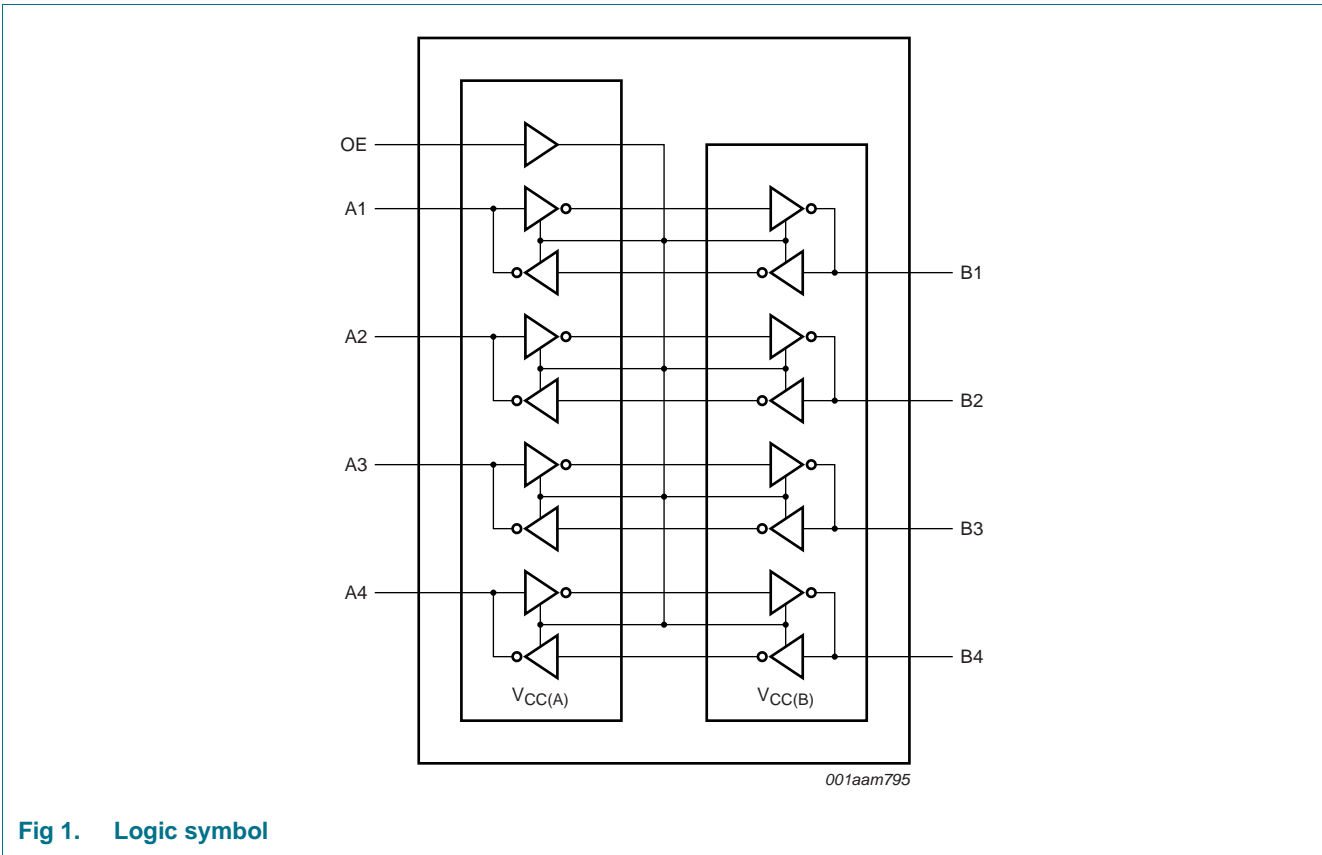 OE
A1
B1
A2
B2
A3
B3
A4
B4
VCC(A)
VCC(B)
001aam795
Fig 1. Logic symbol